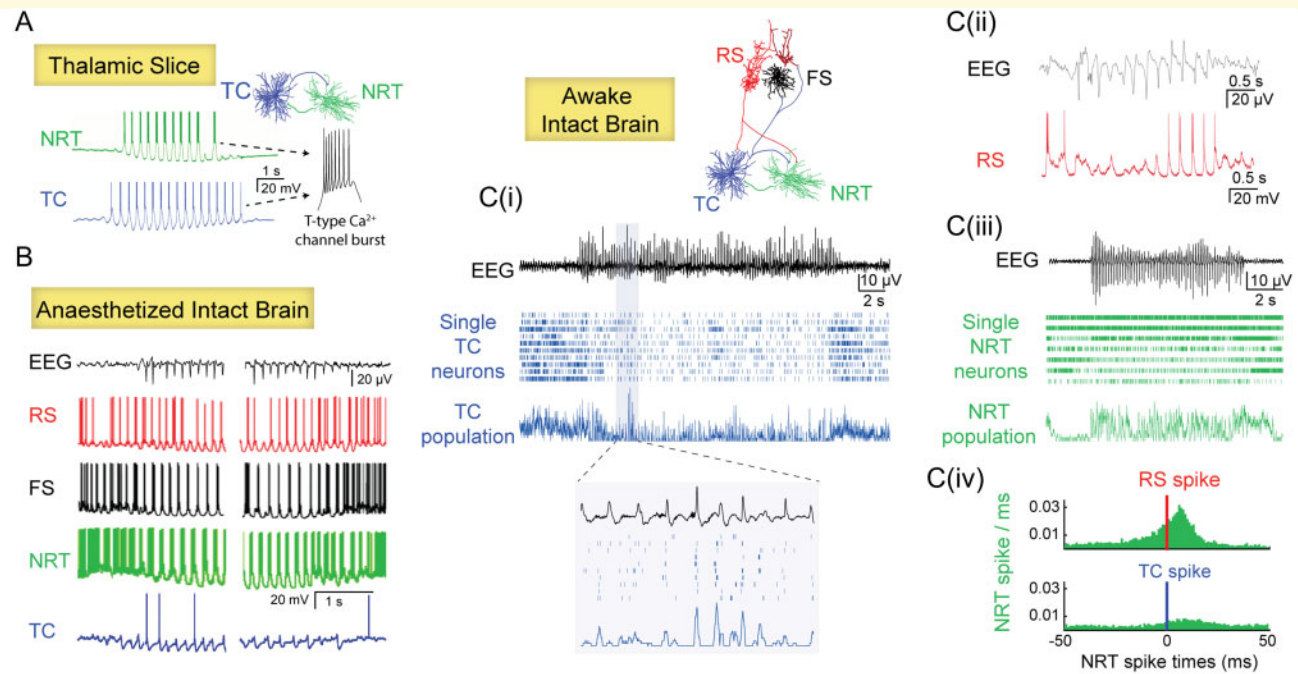 A
Thalamic Slice
TC
NRT
NRT
1 s
20 mV
TC
T-type Ca²⁺
channel burst
B
Anaesthetized Intact Brain
EEG
20 µV
RS
FS
NRT
20 mV
1 s
TC
Awake
Intact Brain
RS
FS
TC
NRT
C(i)
EEG
10 µV
2 s
Single
TC
neurons
TC
population
C(ii)
EEG
0.5 s
20 µV
RS
0.5 s
20 mV
C(iii)
EEG
10 µV
2 s
Single
NRT
neurons
NRT
population
C(iv)
RS spike
0.03
0.01
TC spike
0.03
0.01
NRT spike / ms
-50
0
50
NRT spike times (ms)